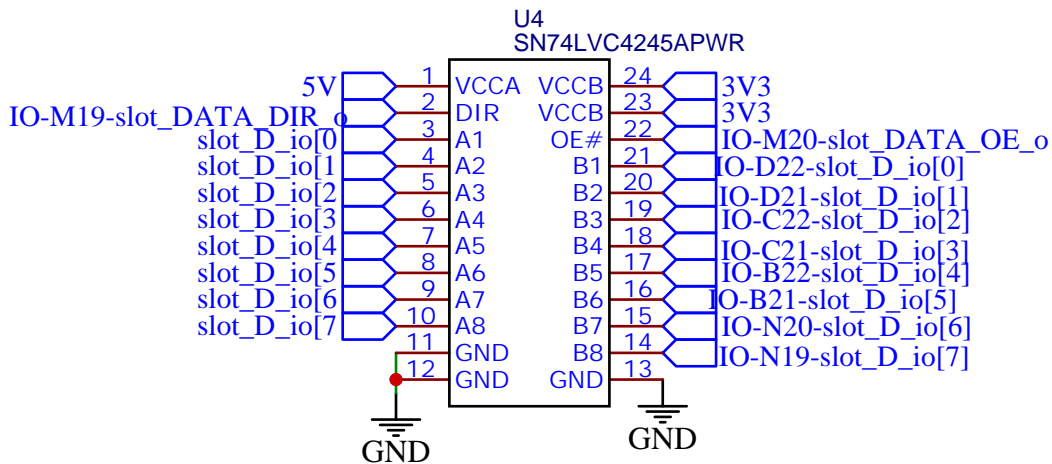 U4
SN74LVC4245APWR
5V 1 VCCA VCCB 24 3V3
IO-M19-slot_DATA_DIR_o 2 DIR VCCB 23 3V3
slot_D_io[0 3 A1 OE# 22 IO-M20-slot_DATA_OE_o
slot_D_io[1 4 A2 B1 21 IO-D22-slot_D_io[0]
slot_D_io[2 5 A3 B2 20 IO-D21-slot_D_io[1]
slot_D_io[3 6 A4 B3 19 IO-C22-slot_D_io[2]
slot_D_io[4 7 A5 B4 18 IO-C21-slot_D_io[3]
slot_D_io[5 8 A6 B5 17 IO-B22-slot_D_io[4]
slot_D_io[6 9 A7 B6 16 IO-B21-slot_D_io[5]
slot_D_io[7 10 A8 B7 15 IO-N20-slot_D_io[6]
11 GND B8 14 IO-N19-slot_D_io[7]
12 GND GND 13
GND GND